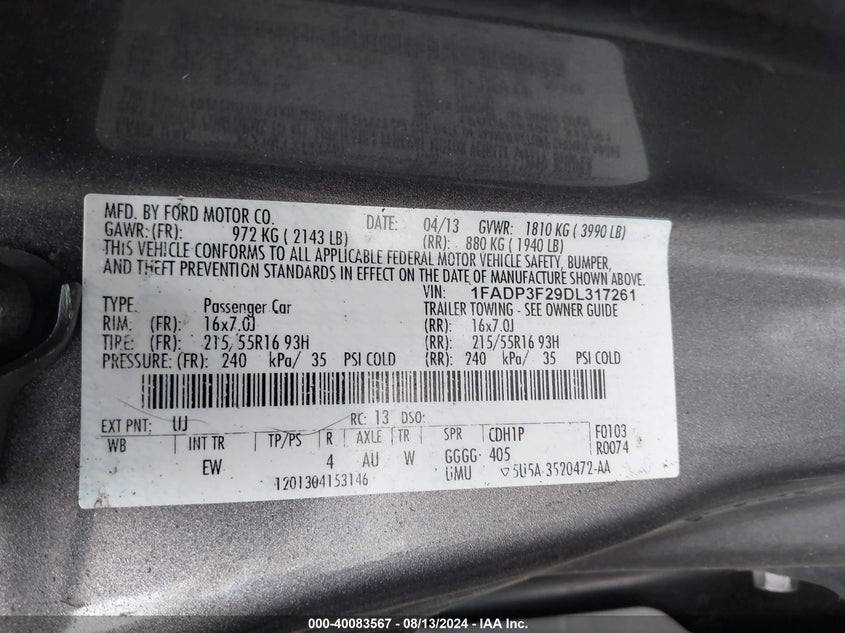 MFD. BY FORD MOTOR CO. DATE: 04/13 GVWR: 1810 KG ( 3990 LB)
GAWR: (FR): 972 KG ( 2143 LB) (RR): 880 KG ( 1940 LB)
THIS VEHICLE CONFORMS TO ALL APPLICABLE FEDERAL MOTOR VEHICLE SAFETY, BUMPER,
AND THEFT PREVENTION STANDARDS IN EFFECT ON THE DATE OF MANUFACTURE SHOWN ABOVE.
VIN: 1FADP3F29DL317261
TYPE: Passenger Car TRAILER TOWING - SEE OWNER GUIDE
RIM: (FR): 16x7.0J (RR): 16x7.0J
TIRE: (FR): 215/55R16 93H (RR): 215/55R16 93H
PRESSURE: (FR): 240 kPa/ 35 PSI COLD (RR): 240 kPa/ 35 PSI COLD
EXT PNT: UJ RC: 13 DSO:
WB INT TR TP/PS R AXLE TR SPR CDH1P F0103
EW 4 AU W GGGG 405 R0074
1201304153146 UMU ▽5U5A-3520472-AA
000-40083567 - 08/13/2024 - IAA Inc.